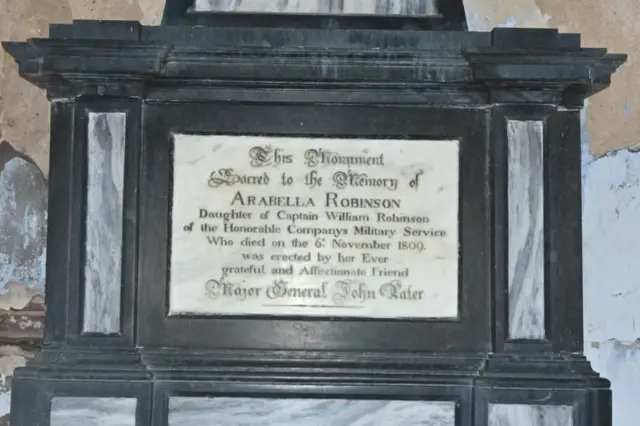 This Monument
Sacred to the Memory of
ARABELLA ROBINSON
Daughter of Captain William Robinson
of the Honorable Companys Military Service
Who died on the 6th November 1809.
was erected by her Ever
grateful and Affectionate Friend
Major General John Kater